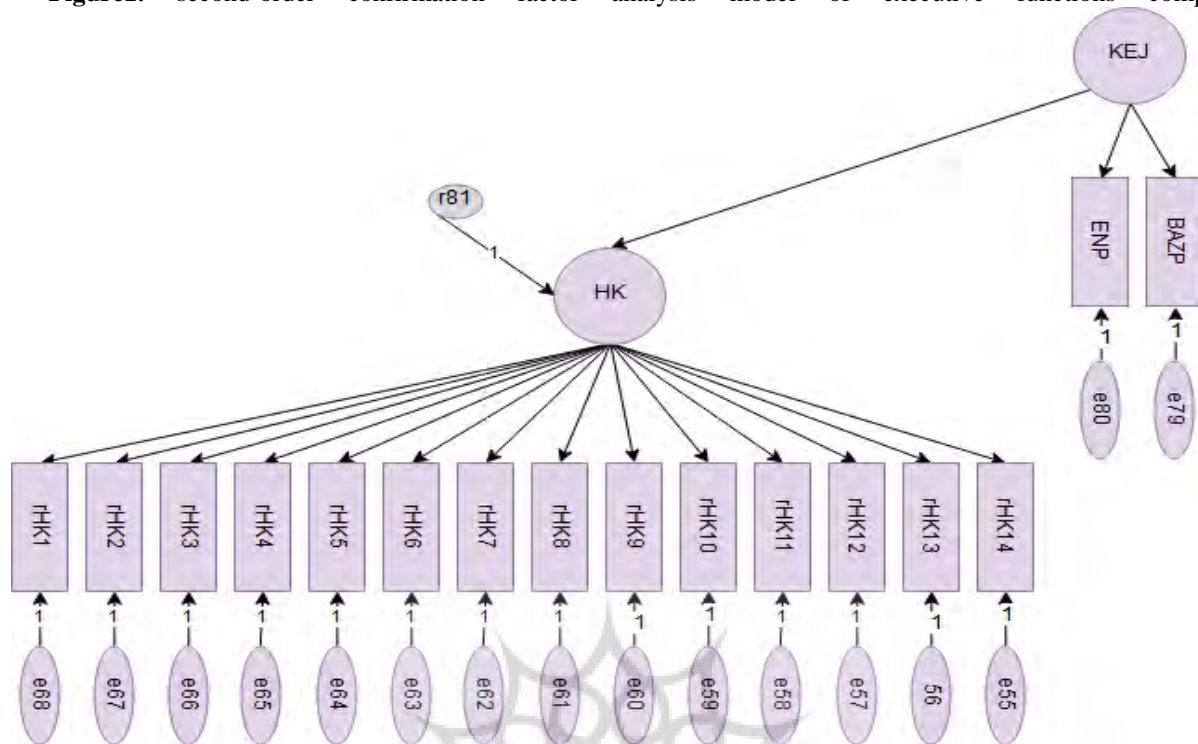 Figure1. second-order confirmation factor analysis model of executive functions comp
KEJ
r81
1
HK
ENP BAZP
1 1
e80 e79
rHK1 rHK2 rHK3 rHK4 rHK5 rHK6 rHK7 rHK8 rHK9 rHK10 rHK11 rHK12 rHK13 rHK14
1 1 1 1 1 1 1 1 1 1 1 1 1 1
e68 e67 e66 e65 e64 e63 e62 e61 e60 e59 e58 e57 56 e55